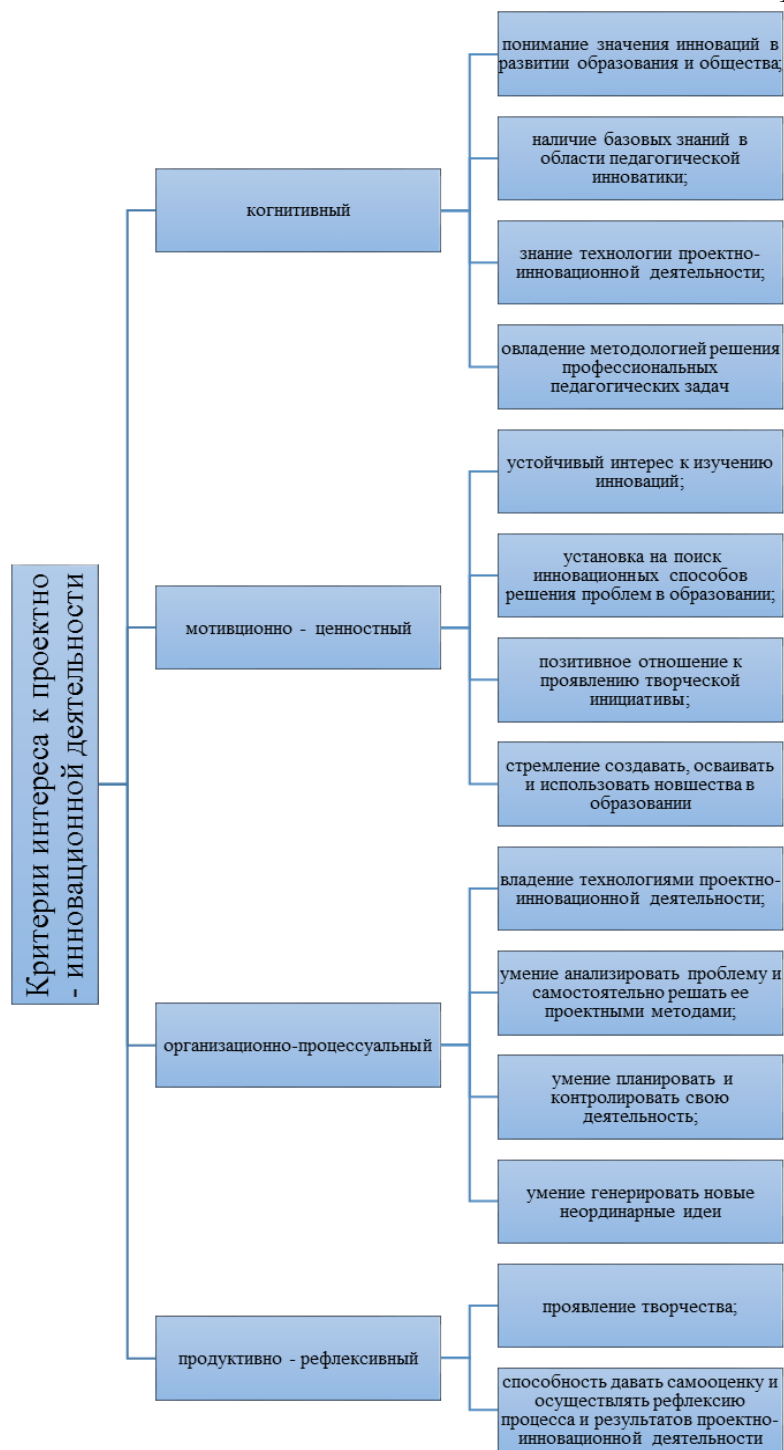 Критерии интереса к проектно
- инновационной деятельности
когнитивный
понимание значения инноваций в
развитии образования и общества;
наличие базовых знаний в
области педагогической
инноватики;
знание технологии проектно-
инновационной деятельности;
овладение методологией решения
профессиональных
педагогических задач
мотивционно - ценностный
устойчивый интерес к изучению
инноваций;
установка на поиск
инновационных способов
решения проблем в образовании;
позитивное отношение к
проявлению творческой
инициативы;
стремление создавать, осваивать
и использовать новшества в
образовании
организационно-процессуальный
владение технологиями проектно-
инновационной деятельности;
умение анализировать проблему и
самостоятельно решать ее
проектными методами;
умение планировать и
контролировать свою
деятельность;
умение генерировать новые
неординарные идеи
продуктивно - рефлексивный
проявление творчества;
способность давать самооценку и
осуществлять рефлексию
процесса и результатов проектно-
инновационной деятельности